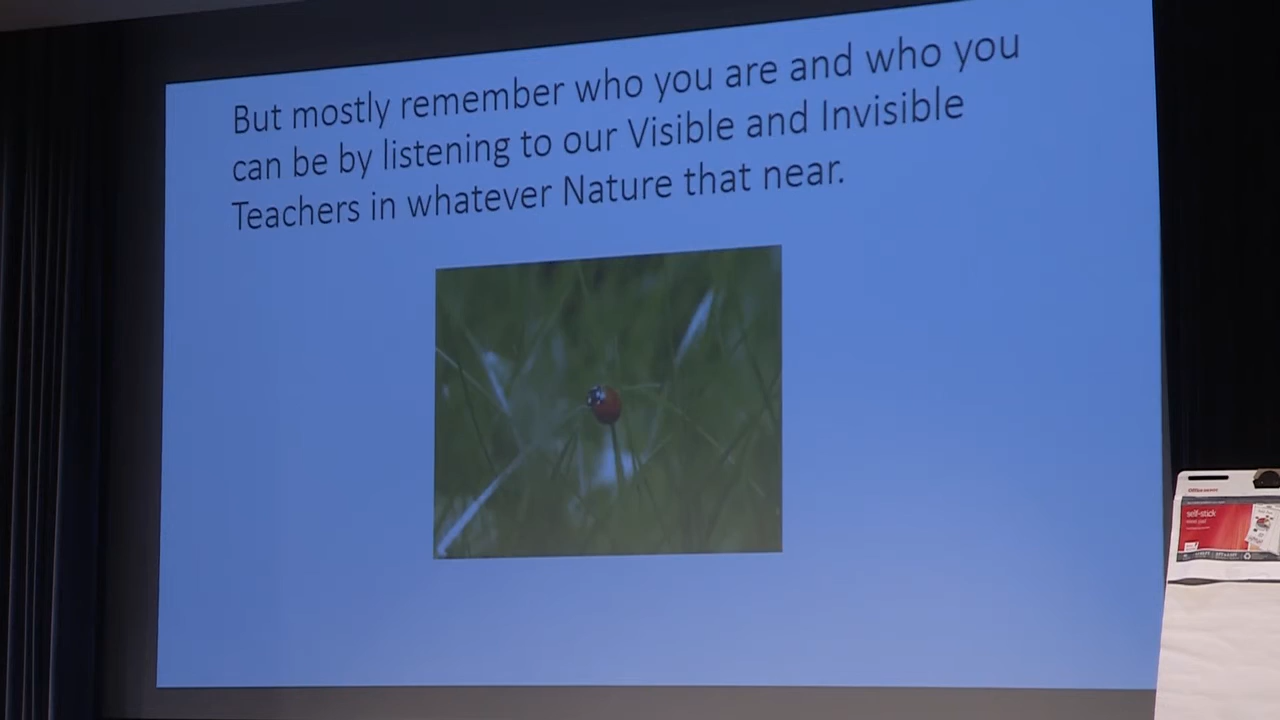 But mostly remember who you are and who you
can be by listening to our Visible and Invisible
Teachers in whatever Nature that near.
self-stick